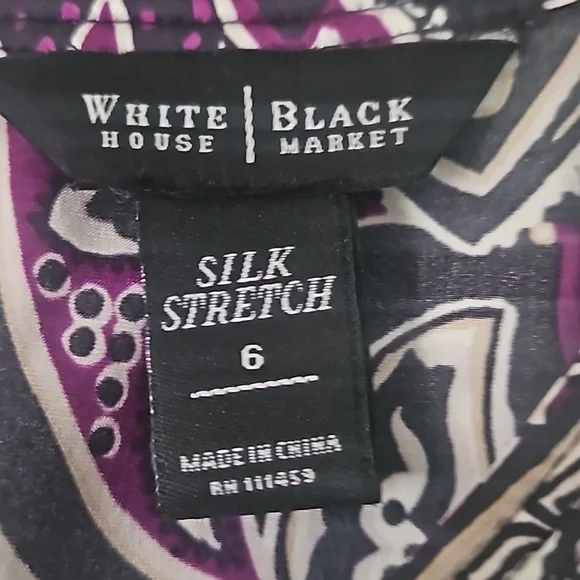 WHITE | BLACK
HOUSE | MARKET
SILK
STRETCH
6
MADE IN CHINA
RN 111459